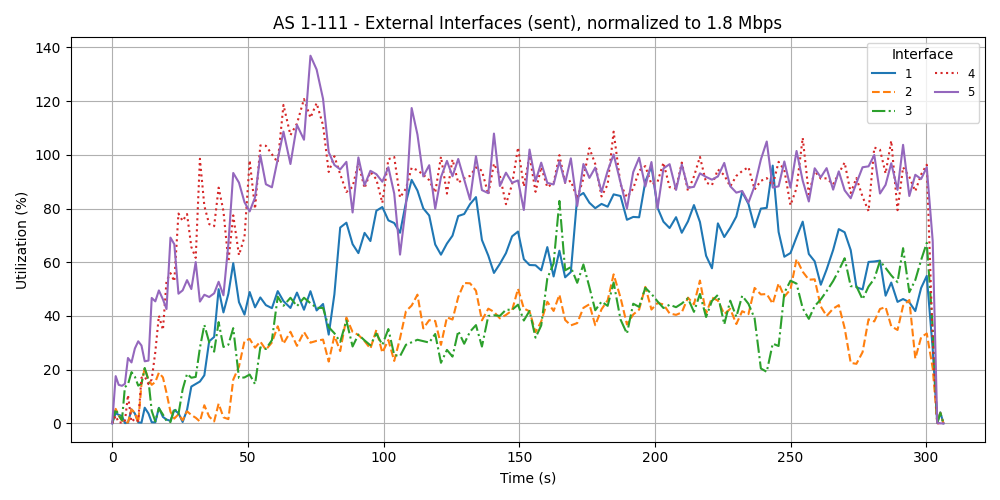 AS 1-111 - External Interfaces (sent), normalized to 1.8 Mbps
Utilization (%)
140
120
100
80
60
40
20
0
0 50 100 150 200 250 300
Time (s)
Interface
1 4
2 5
3